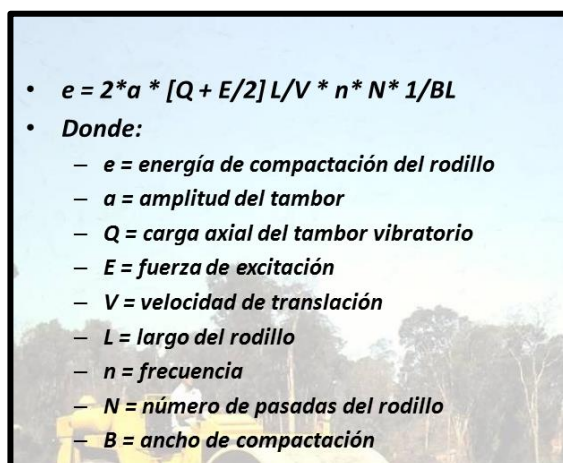 • e = 2*a * [Q + E/2] L/V * n* N* 1/BL
• Donde:
– e = energía de compactación del rodillo
– a = amplitud del tambor
– Q = carga axial del tambor vibratorio
– E = fuerza de excitación
– V = velocidad de translación
– L = largo del rodillo
– n = frecuencia
– N = número de pasadas del rodillo
– B = ancho de compactación